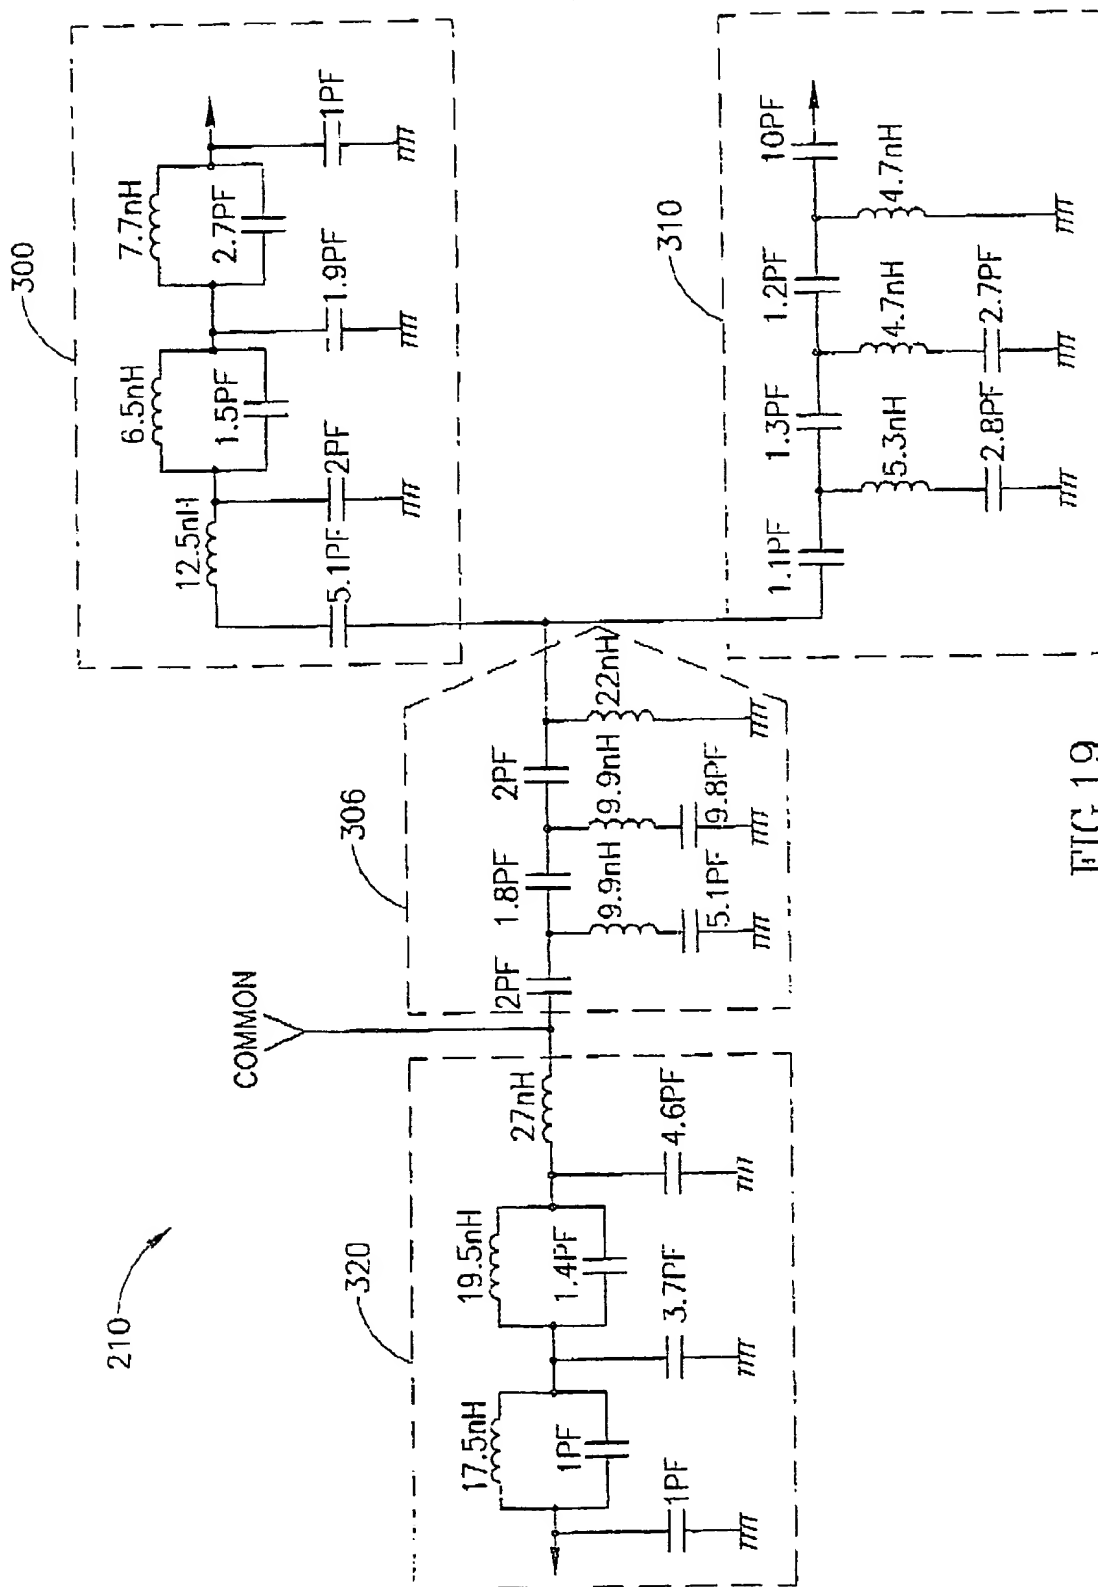 210
320
17.5nH
1PF
1PF
19.5nH
1.4PF
3.7PF
27nH
4.6PF
COMMON
306
2PF
1.8PF
2PF
9.9nH
5.1PF
9.9nH
9.8PF
22nH
300
12.5nH
5.1PF
2PF
6.5nH
1.5PF
1.9PF
7.7nH
2.7PF
1PF
310
1.1PF
1.3PF
1.2PF
10PF
5.3nH
2.8PF
4.7nH
2.7PF
4.7nH
FIG.19